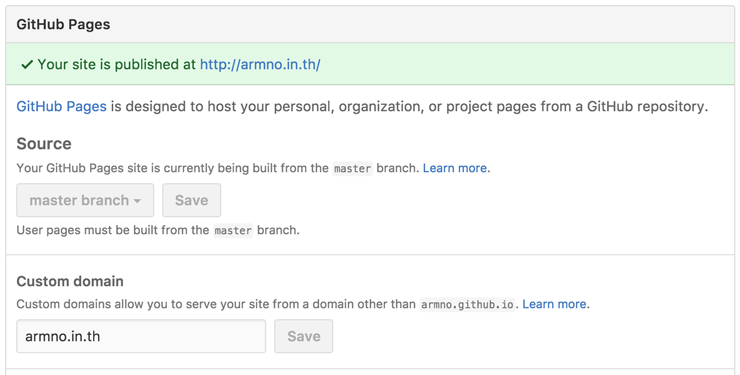 GitHub Pages
✓ Your site is published at http://armno.in.th/
GitHub Pages is designed to host your personal, organization, or project pages from a GitHub repository.
Source
Your GitHub Pages site is currently being built from the master branch. Learn more.
master branch Save
User pages must be built from the master branch.
Custom domain
Custom domains allow you to serve your site from a domain other than armno.github.io. Learn more.
armno.in.th Save